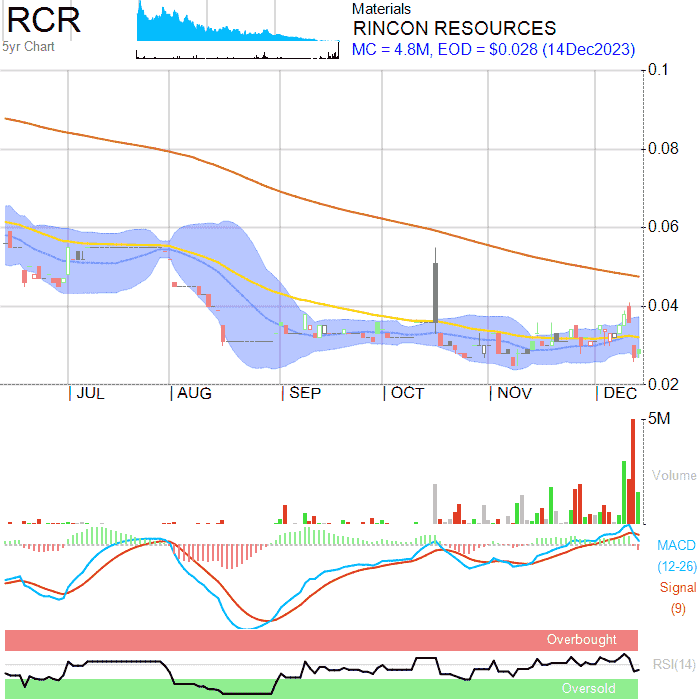 RCR
5yr Chart
Materials
RINCON RESOURCES
MC = 4.8M, EOD = $0.028 (14Dec2023)
0.1
0.08
0.06
0.04
0.02
JUL
AUG
SEP
OCT
NOV
DEC
5M
Volume
MACD
(12-26)
Signal
(9)
Overbought
RSI(14)
Oversold